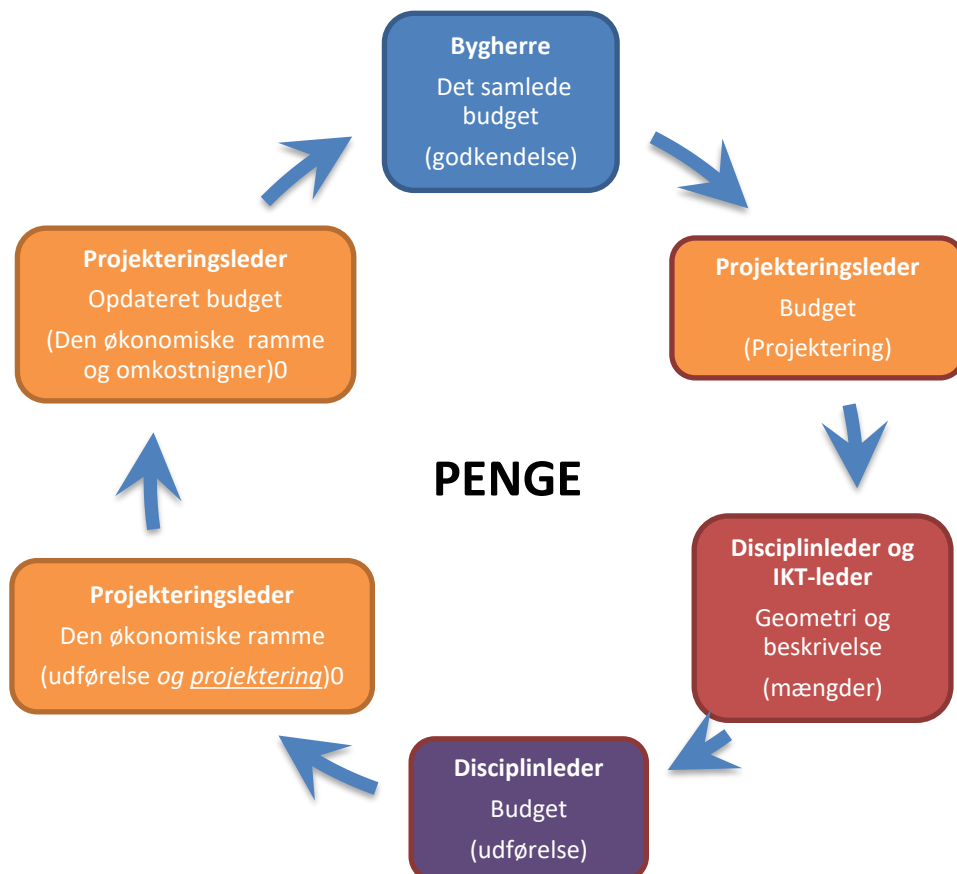 Bygherre
Det samlede
budget
(godkendelse)
Projekteringsleder
Budget
(Projektering)
Disciplinleder og
IKT-leder
Geometri og
beskrivelse
(mængder)
Disciplinleder
Budget
(udførelse)
Projekteringsleder
Den økonomiske ramme
(udførelse og projektering)0
Projekteringsleder
Opdateret budget
(Den økonomiske  ramme
og omkostnigner)0
PENGE